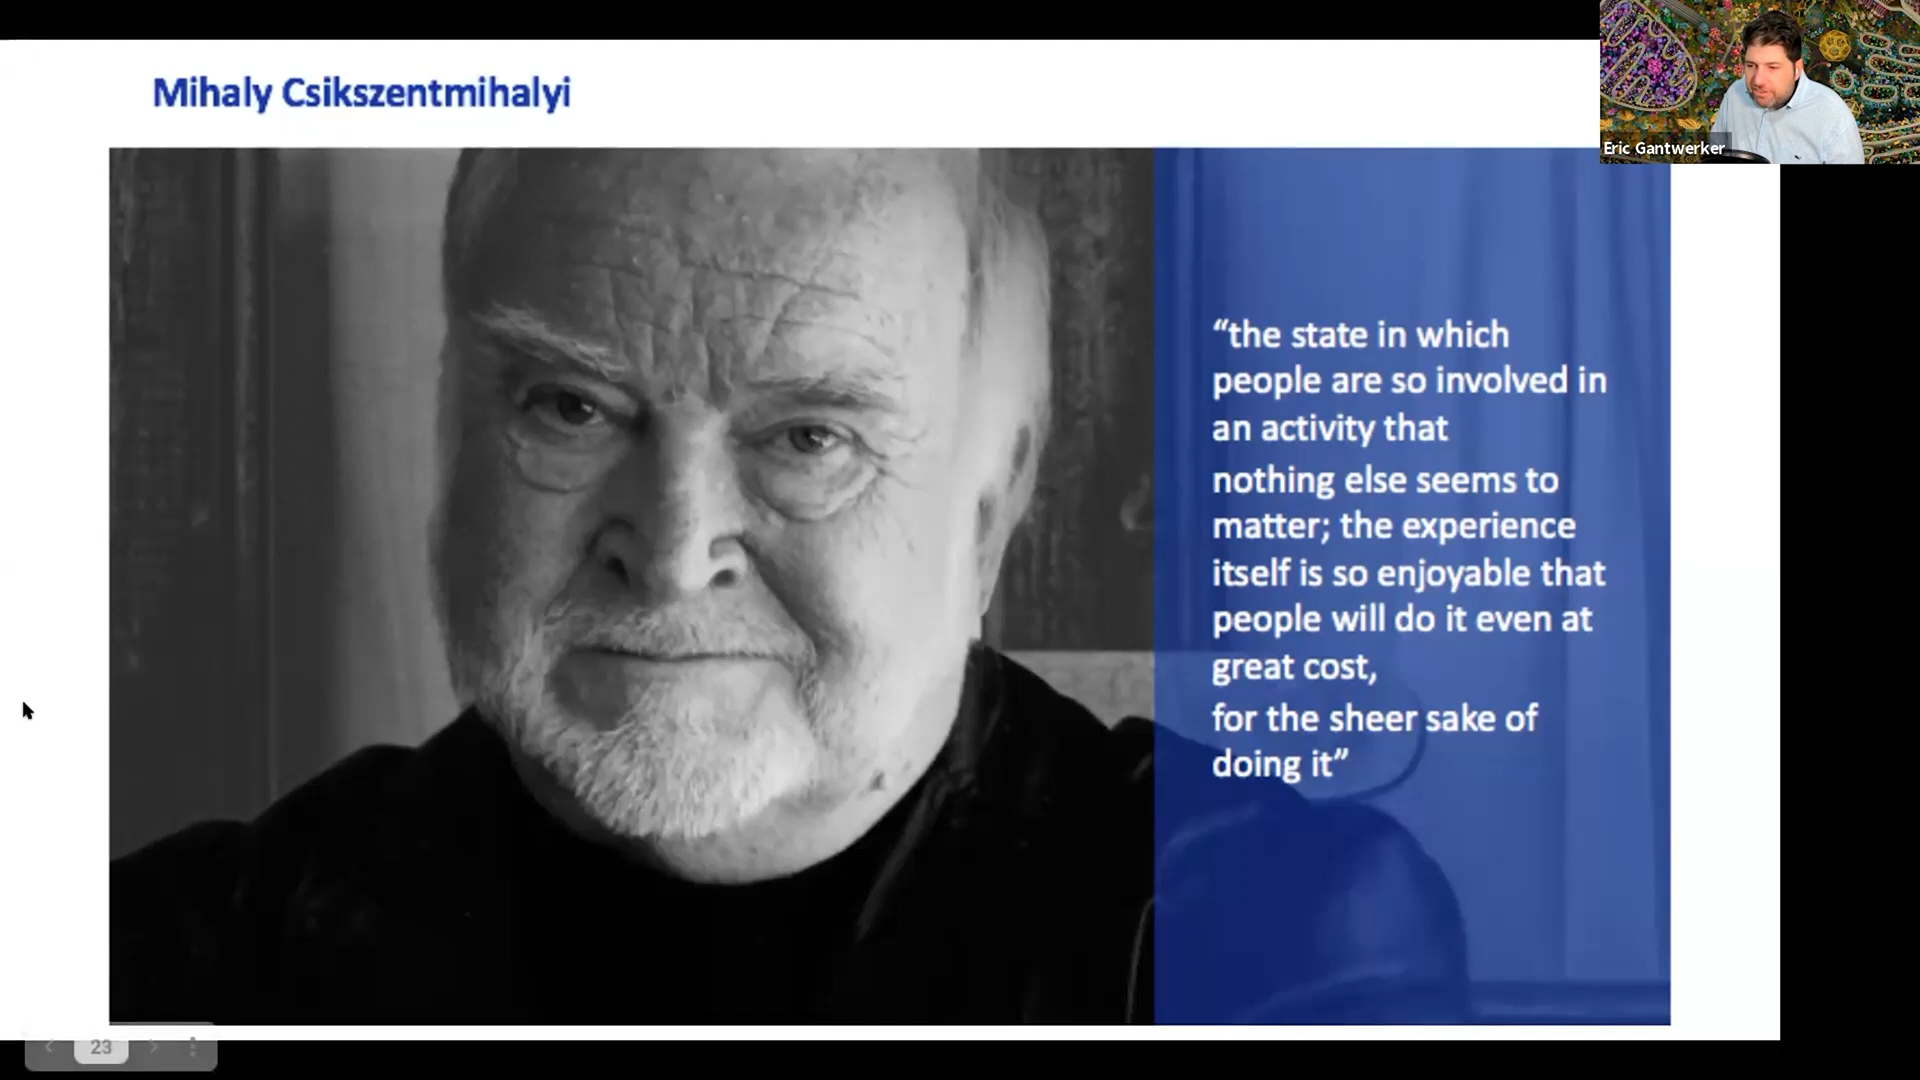 Mihaly Csikszentmihalyi
Eric Gantwerker
“the state in which
people are so involved in
an activity that
nothing else seems to
matter; the experience
itself is so enjoyable that
people will do it even at
great cost,
for the sheer sake of
doing it”
23